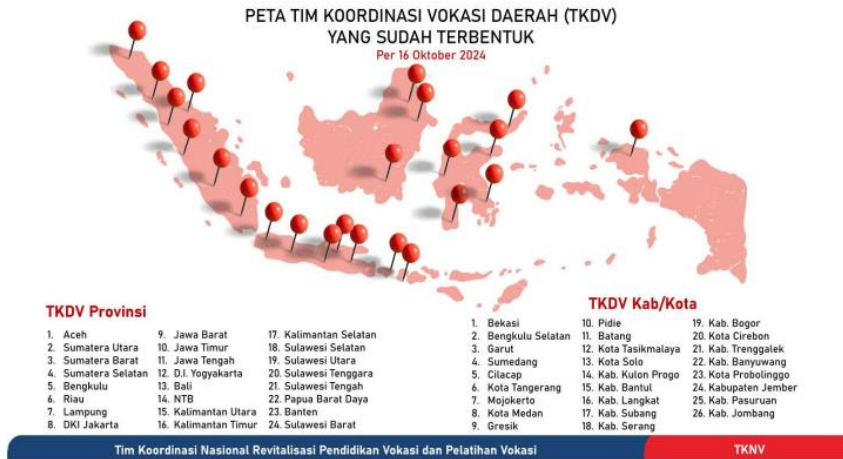 PETA TIM KOORDINASI VOKASI DAERAH (TKDV)
YANG SUDAH TERBENTUK
Per 16 Oktober 2024
TKDV Provinsi
1. Aceh
2. Sumatera Utara
3. Sumatera Barat
4. Sumatera Selatan
5. Bengkulu
6. Riau
7. Lampung
8. DKI Jakarta
9. Jawa Barat
10. Jawa Timur
11. Jawa Tengah
12. D.I. Yogyakarta
13. Bali
14. NTB
15. Kalimantan Utara
16. Kalimantan Timur
17. Kalimantan Selatan
18. Sulawesi Selatan
19. Sulawesi Utara
20. Sulawesi Tenggara
21. Sulawesi Tengah
22. Papua Barat Daya
23. Banten
24. Sulawesi Barat
TKDV Kab/Kota
1. Bekasi
2. Bengkulu Selatan
3. Garut
4. Sumedang
5. Cilacap
6. Kota Tangerang
7. Mojokerto
8. Kota Medan
9. Gresik
10. Pidie
11. Batang
12. Kota Tasikmalaya
13. Kota Solo
14. Kab. Kulon Progo
15. Kab. Bantul
16. Kab. Langkat
17. Kab. Subang
18. Kab. Serang
19. Kab. Bogor
20. Kota Cirebon
21. Kab. Trenggalek
22. Kab. Banyuwang
23. Kota Probolinggo
24. Kabupaten Jember
25. Kab. Pasuruan
26. Kab. Jombang
Tim Koordinasi Nasional Revitalisasi Pendidikan Vokasi dan Pelatihan Vokasi
TKNV